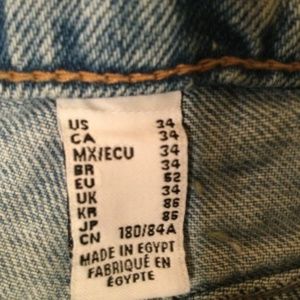 US 34
CA 34
MX/ECU 34
BR 34
EU 52
UK 34
KR 86
JP 85
CN 180/84A
MADE IN EGYPT
FABRIQUÉ EN
ÉGYPTE